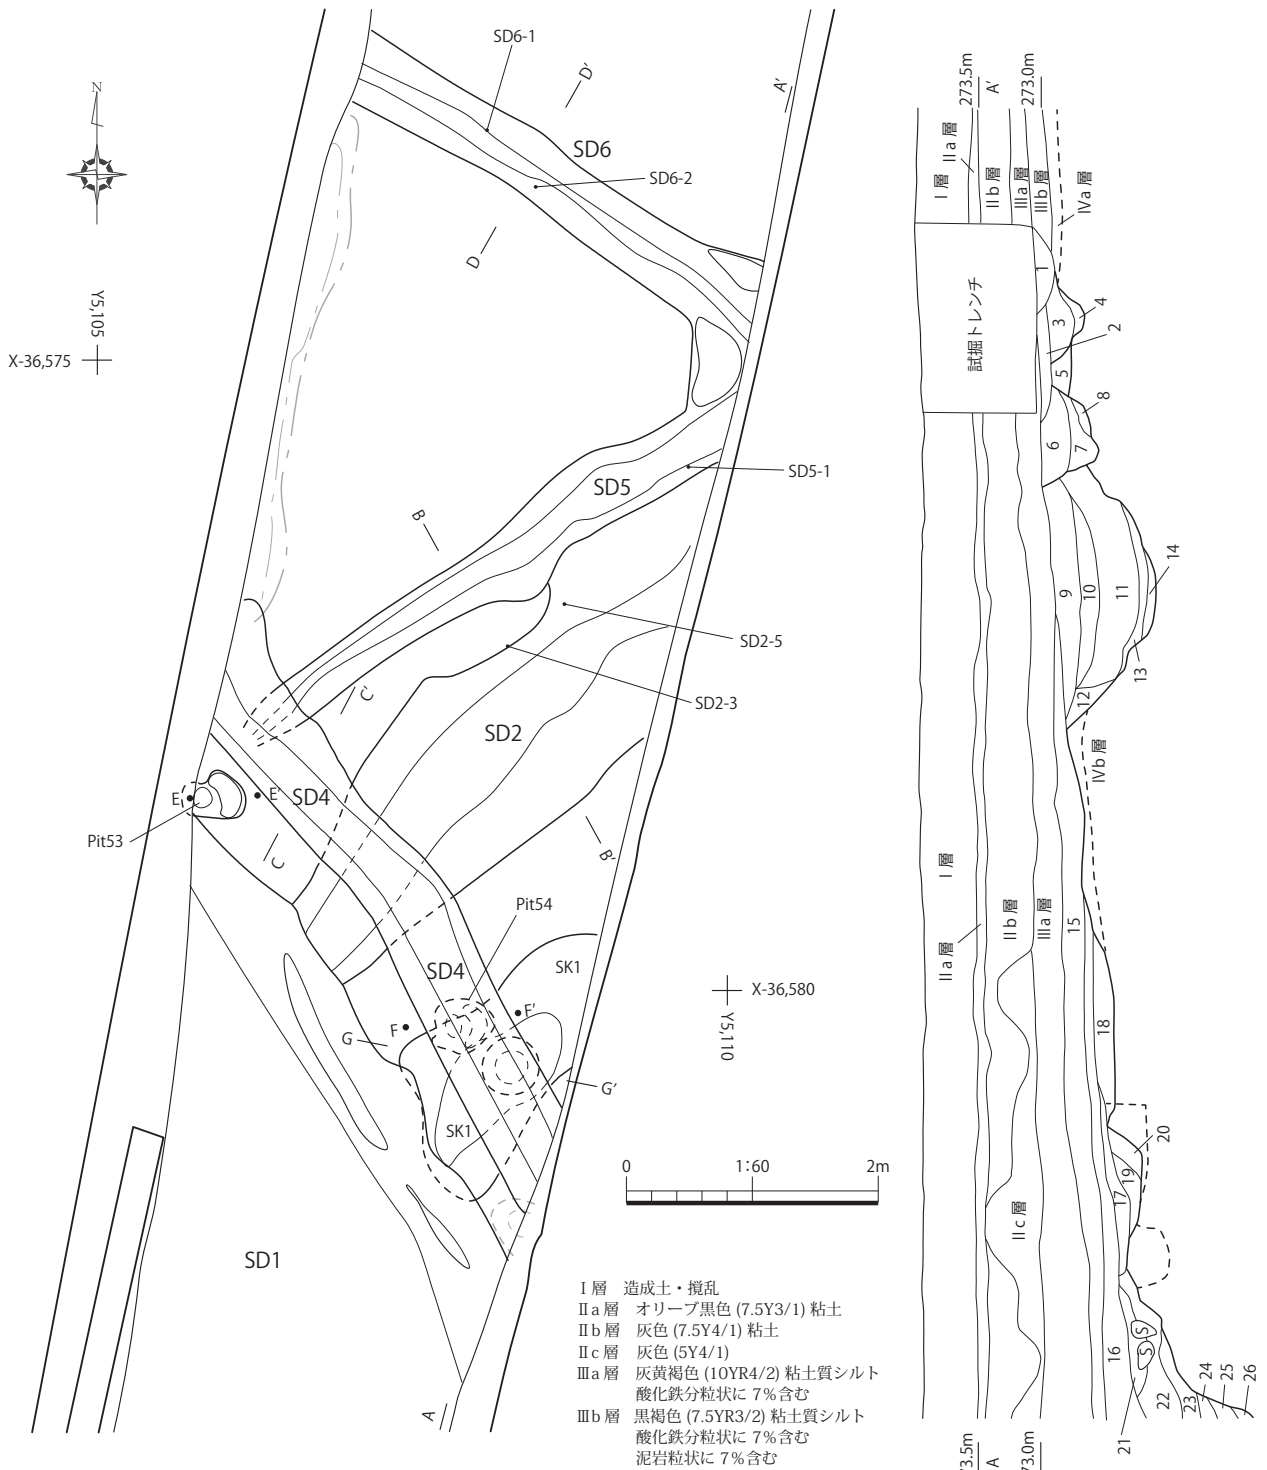 SD6-1
D'
A'
SD6
SD6-2
D
N
Y5,105
X-36,575
SD5-1
SD5
B
SD2-5
C'
SD2-3
SD2
E
E'
SD4
Pit53
C
B'
Pit54
SD4
SK1
X-36,580
Y5,110
F
F'
G
G'
SK1
0
1:60
2m
SD1
A
Ⅰ層 造成土・撹乱
Ⅱa層 オリーブ黒色 (7.5Y3/1) 粘土
Ⅱb層 灰色 (7.5Y4/1) 粘土
Ⅱc層 灰色 (5Y4/1)
Ⅲa層 灰黄褐色 (10YR4/2) 粘土質シルト
酸化鉄分粒状に 7%含む
Ⅲb層 黒褐色 (7.5YR3/2) 粘土質シルト
酸化鉄分粒状に 7%含む
泥岩粒状に 7%含む
273.5m
A'
273.0m
Ⅰ層
Ⅱa層
Ⅱb層
Ⅲa層
Ⅲb層
Ⅳa層
試掘トレンチ
1
2
3
4
5
6
7
8
9
10
11
12
13
14
Ⅳb層
Ⅰ層
Ⅱa層
Ⅱb層
Ⅲa層
15
18
Ⅱc層
17
19
20
16
S
S
21
22
23
24
25
26
73.5m
A
73.0m